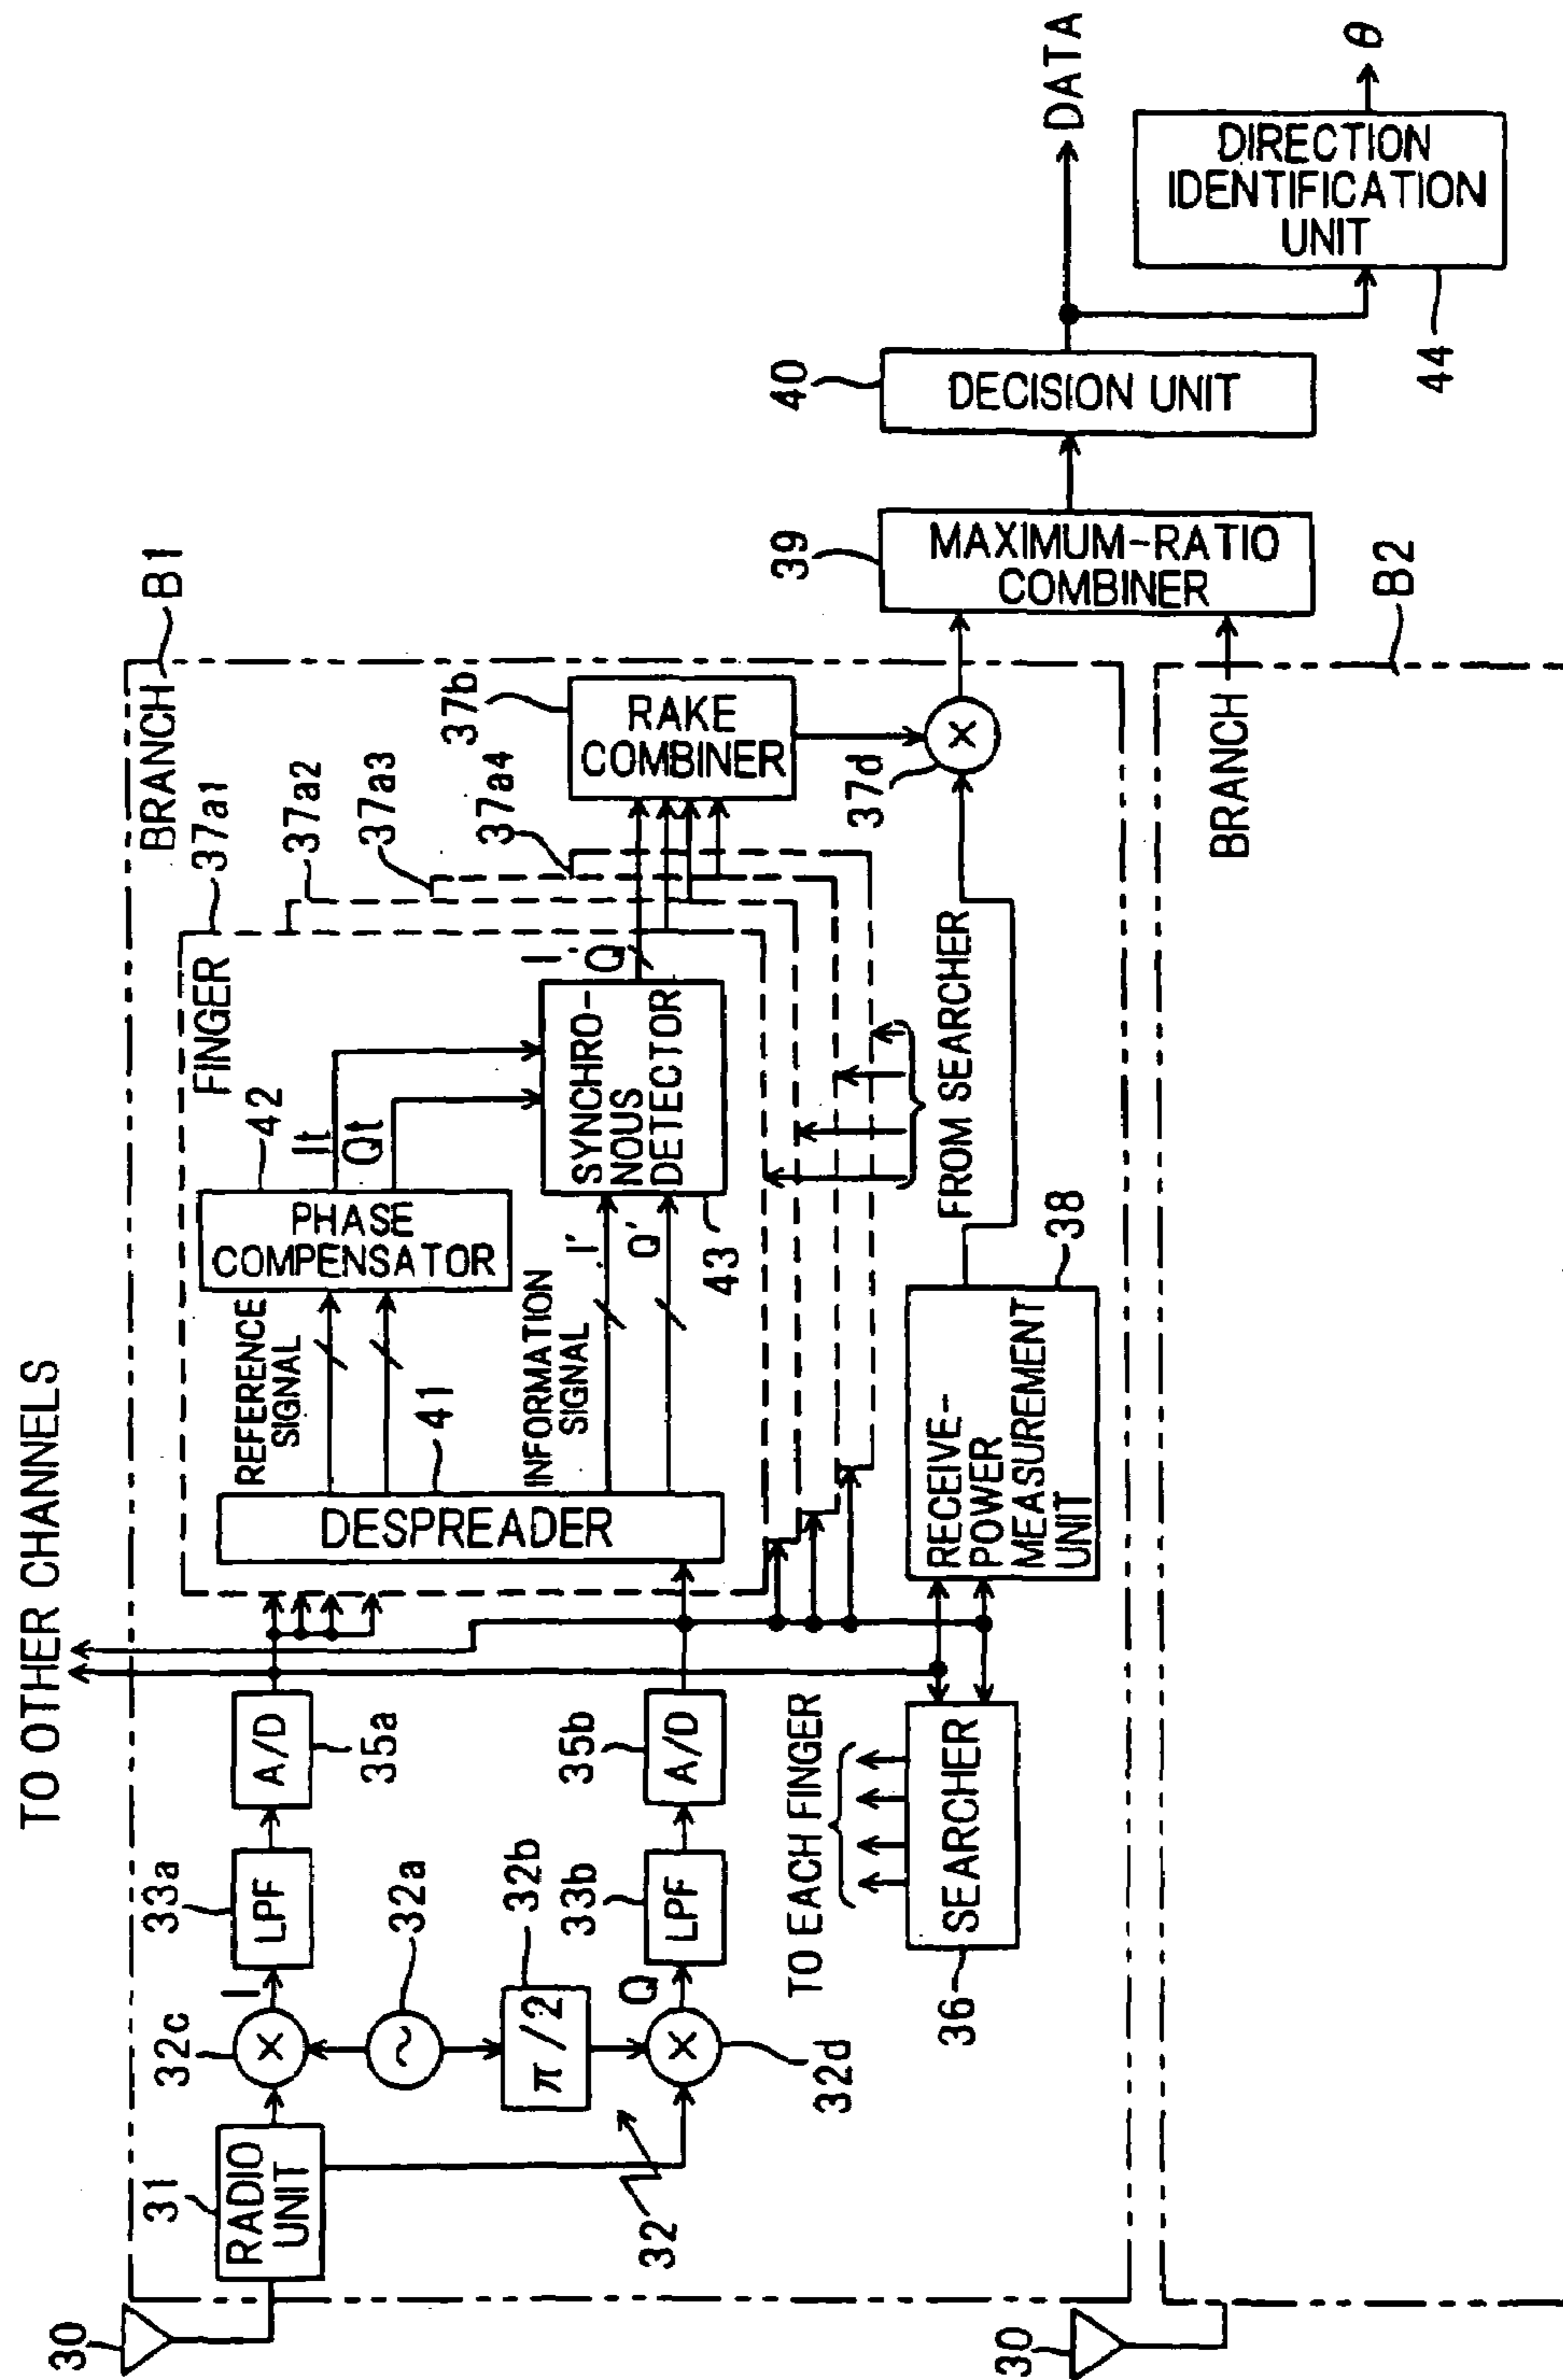 TO OTHER CHANNELS
BRANCH
B1
30
31
RADIO
UNIT
32c
I
33a
LPF
35a
A/D
32a
~
32b
π/2
32
32d
Q
33b
LPF
35b
A/D
TO EACH FINGER
36
SEARCHER
FINGER
37a1
37a2
37a3
37a4
DESPREADER
41
REFERENCE
SIGNAL
INFORMATION
SIGNAL
I'
Q'
PHASE
COMPENSATOR
42
It
Qt
SYNCHRO-
NOUS
DETECTOR
43
I
Q
37b
RAKE
COMBINER
FROM SEARCHER
RECEIVE-
POWER
MEASUREMENT
UNIT
38
37d
39
MAXIMUM-RATIO
COMBINER
40
DECISION UNIT
DATA
DIRECTION
IDENTIFICATION
UNIT
θ
44
30
BRANCH
B2